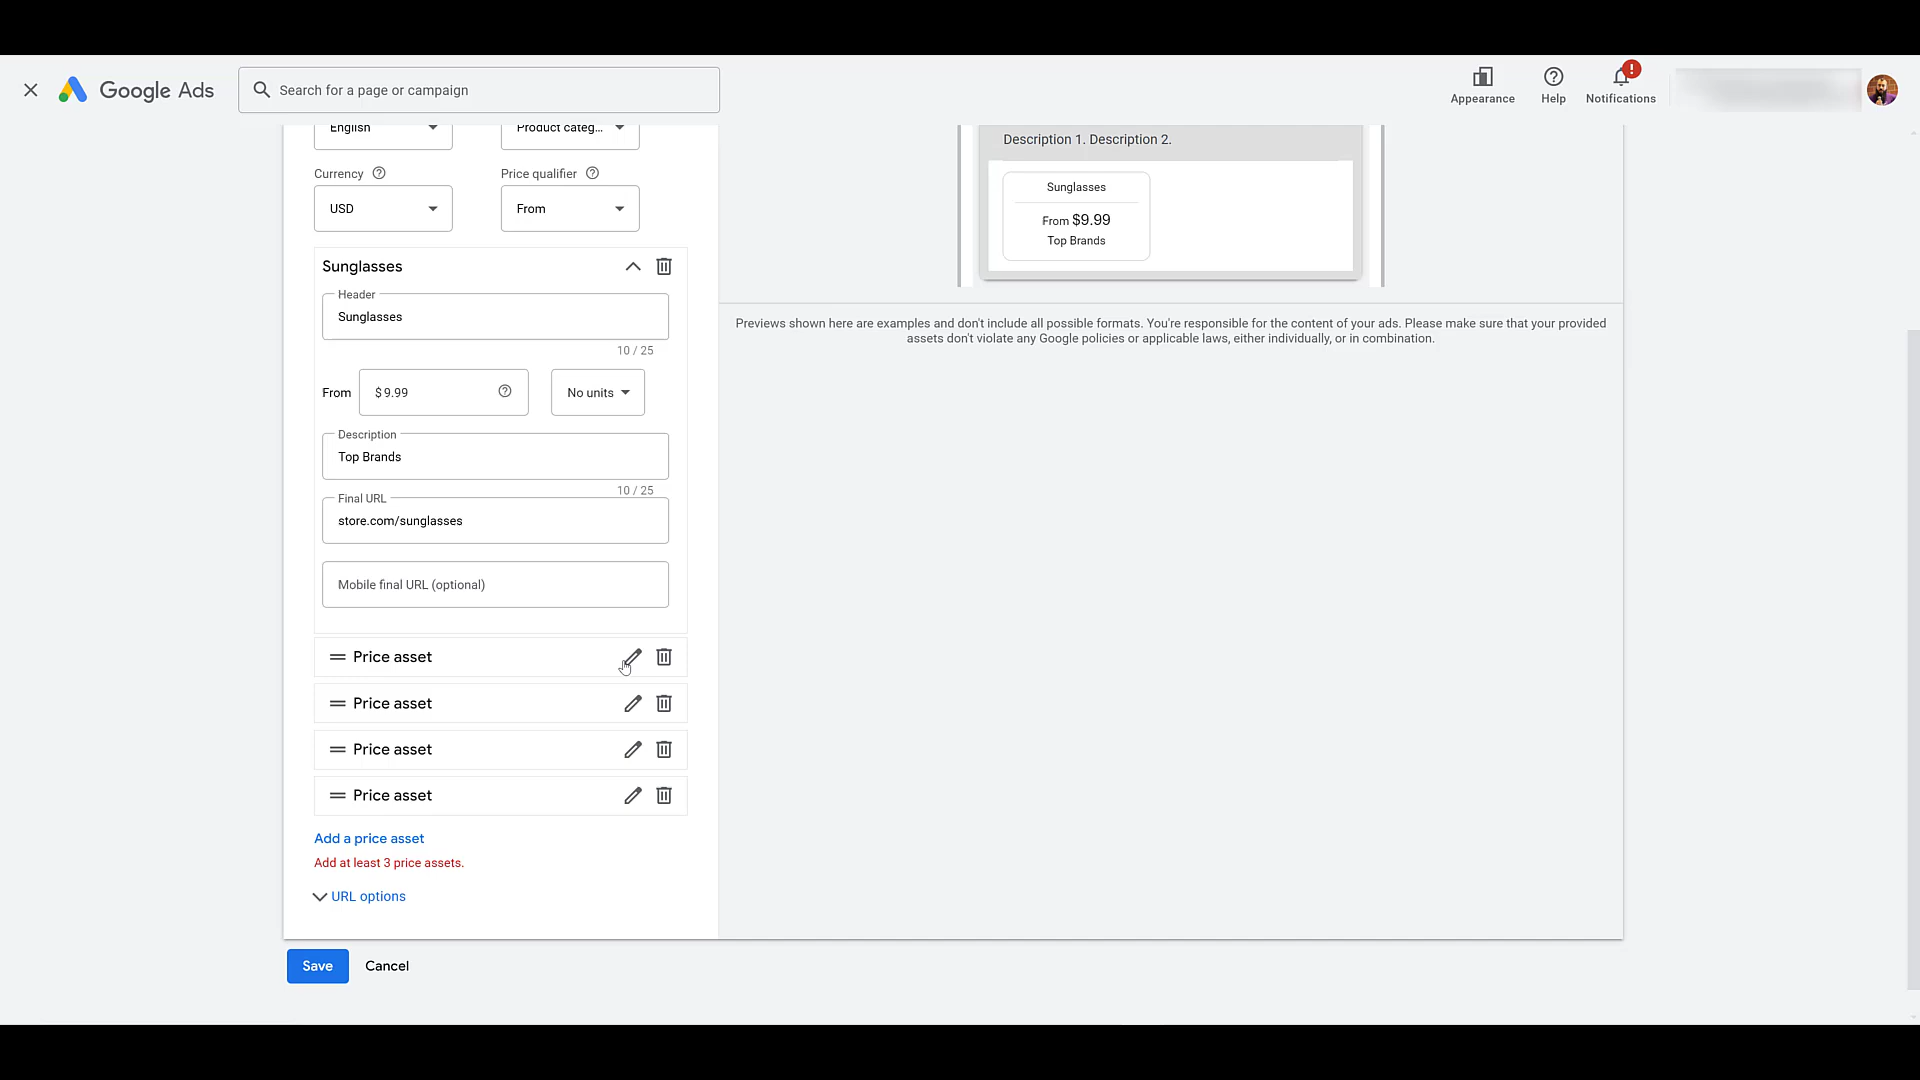 Google Ads
Search for a page or campaign
Appearance
Help
Notifications
English
Product categ...
Currency
Price qualifier
USD
From
Sunglasses
Header
Sunglasses
10 / 25
From
$ 9.99
No units
Description
Top Brands
10 / 25
Final URL
store.com/sunglasses
Mobile final URL (optional)
Price asset
Price asset
Price asset
Price asset
Add a price asset
Add at least 3 price assets.
URL options
Save
Cancel
Description 1. Description 2.
Sunglasses
From $9.99
Top Brands
Previews shown here are examples and don't include all possible formats. You're responsible for the content of your ads. Please make sure that your provided
assets don't violate any Google policies or applicable laws, either individually, or in combination.